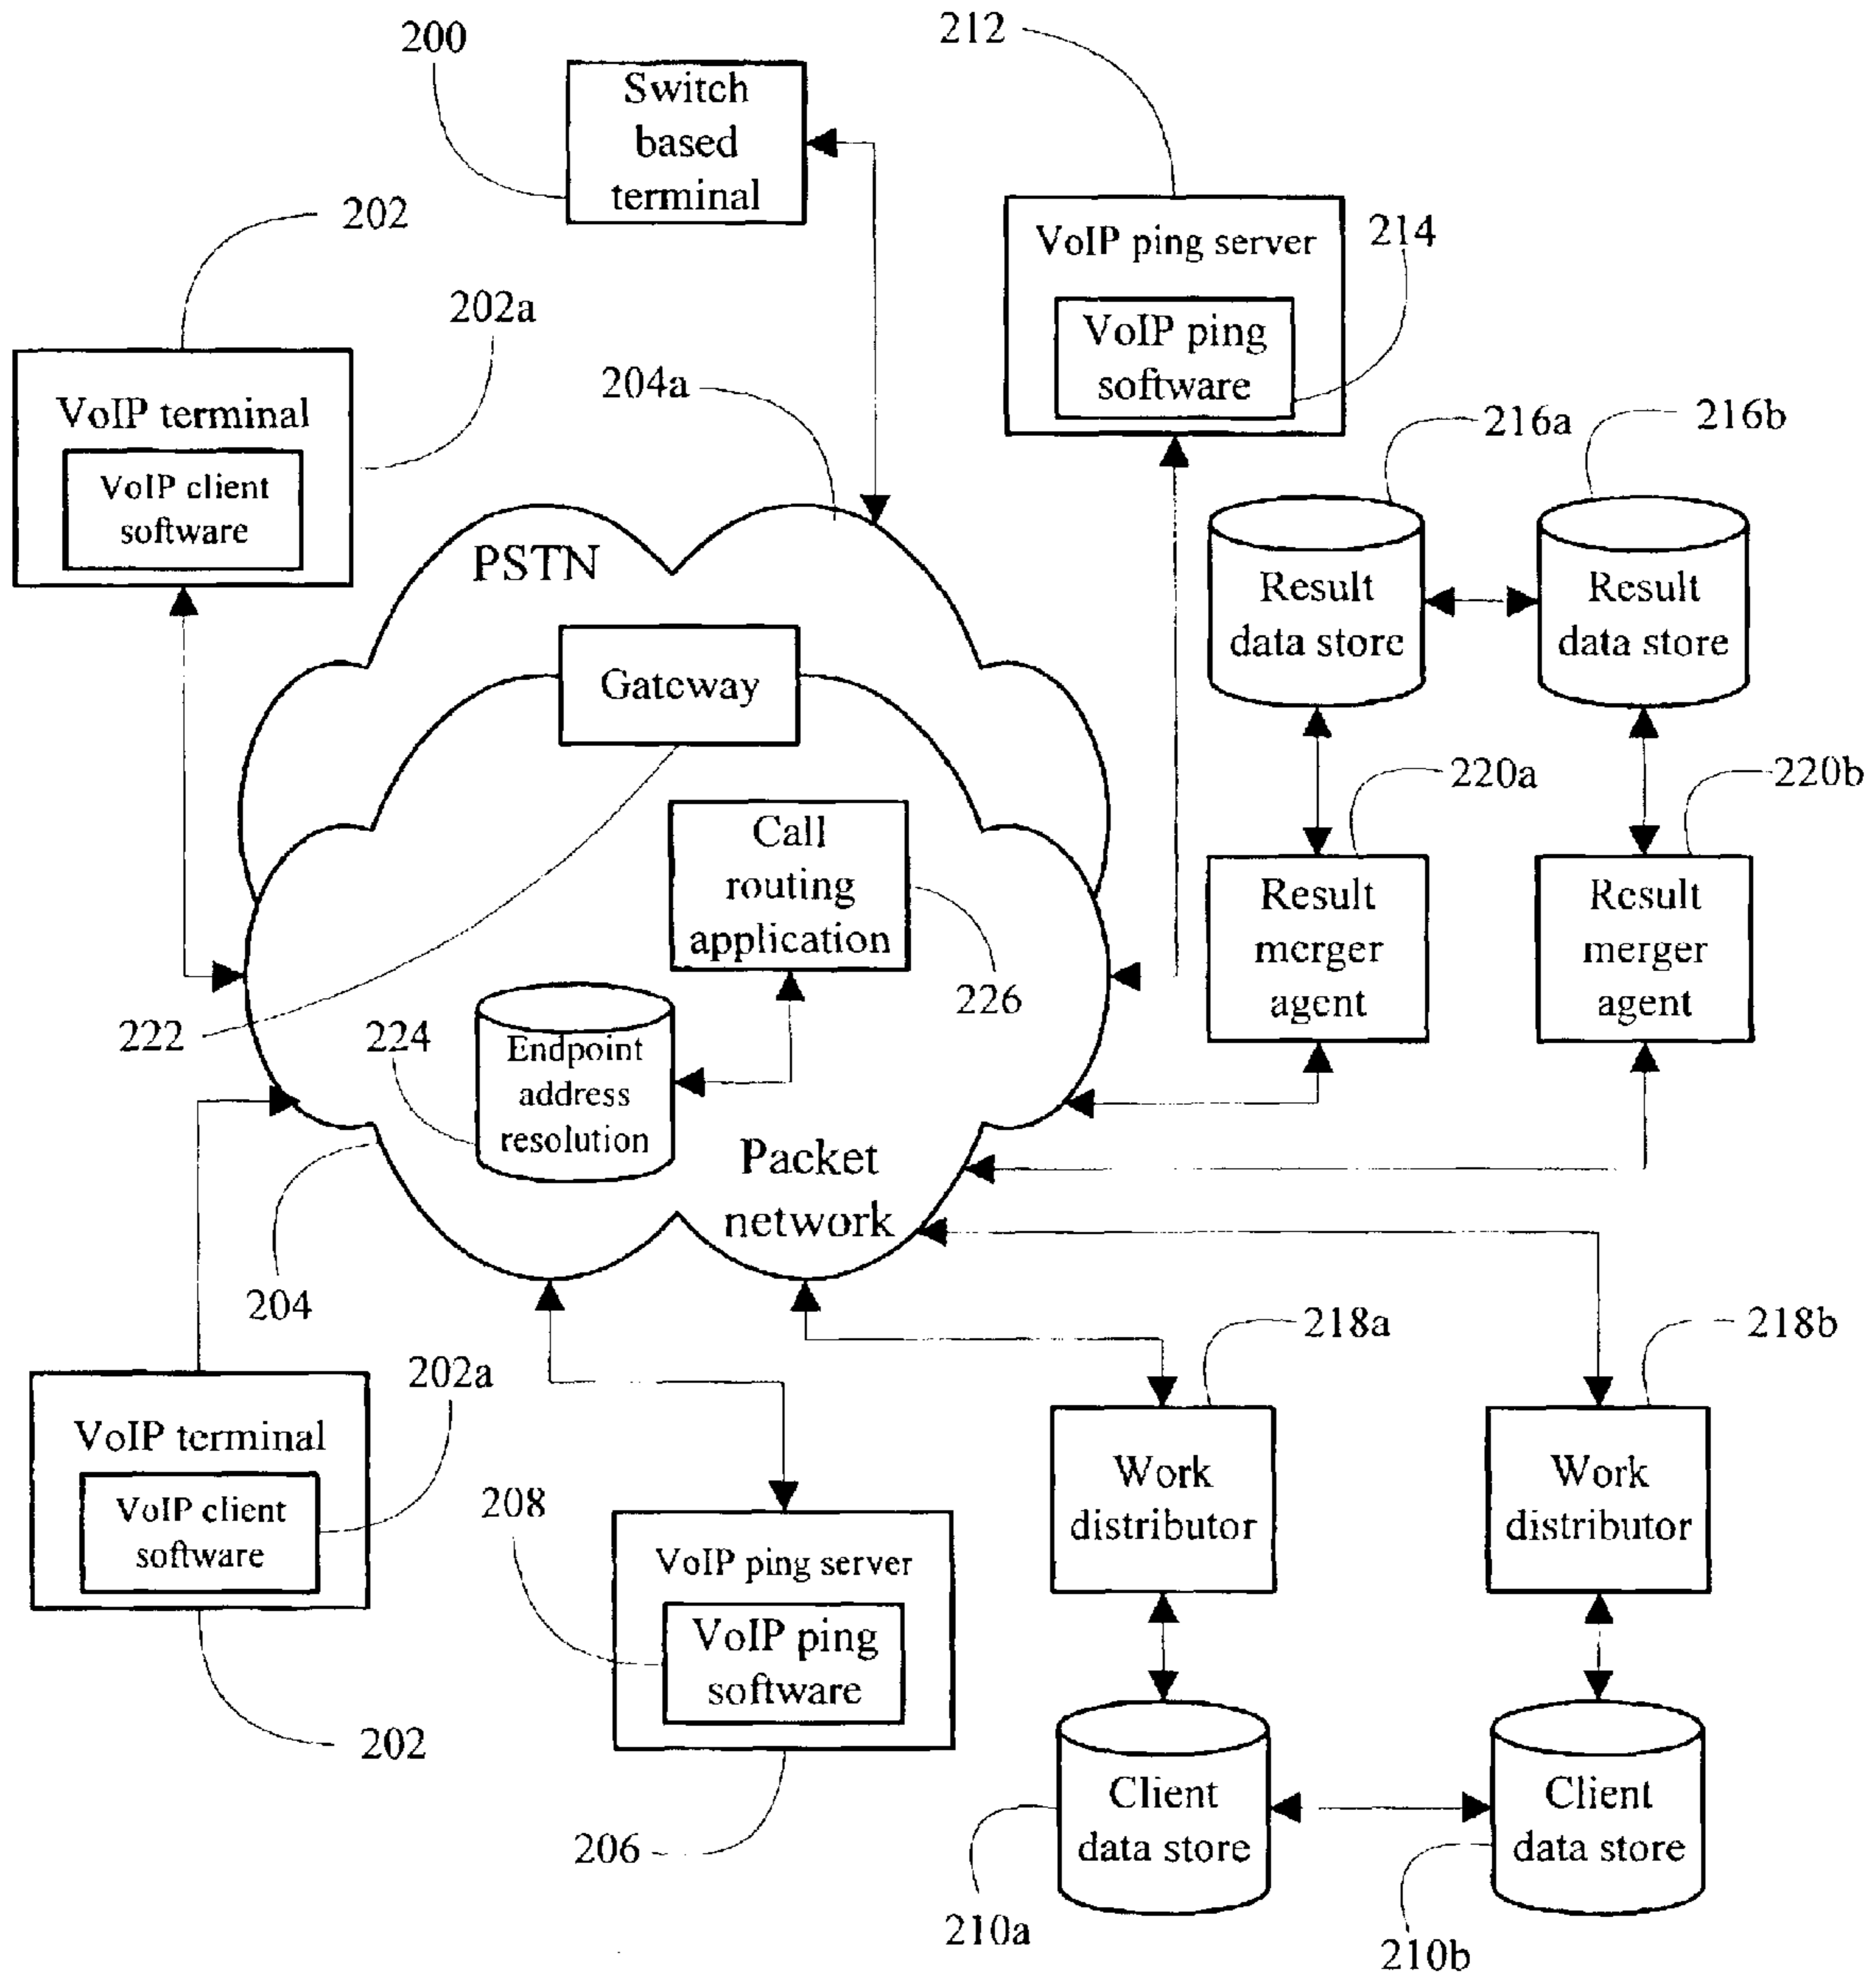 200
212
Switch
based
terminal
202
VoIP ping server
214
202a
VoIP ping
software
204a
VoIP terminal
VoIP client
software
216a
216b
PSTN
Result
data store
Result
data store
Gateway
220a
220b
Call
routing
application
Result
merger
agent
Result
merger
agent
226
222
224
Endpoint
address
resolution
Packet
network
204
218a
218b
202a
VoIP terminal
VoIP client
software
Work
distributor
Work
distributor
208
VoIP ping server
VoIP ping
software
202
206
Client
data store
Client
data store
210a
210b